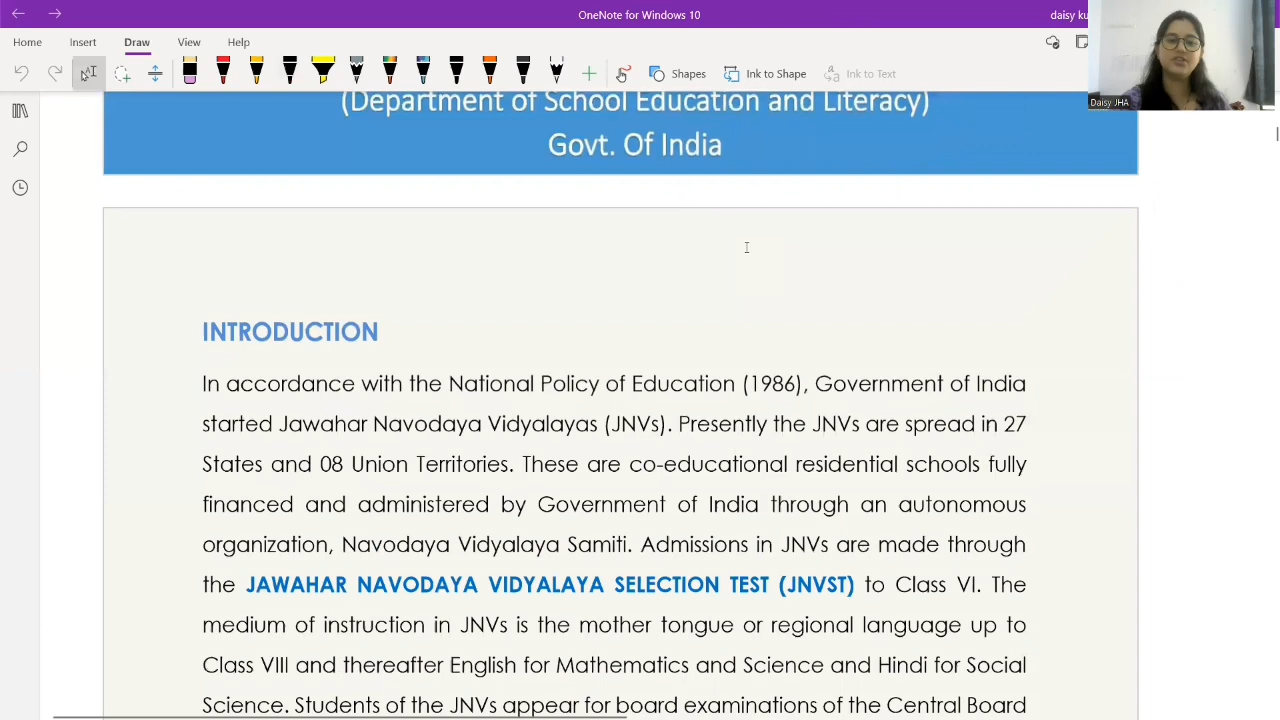 OneNote for Windows 10
daisy ku
Home Insert Draw View Help
Shapes Ink to Shape Ink to Text
Daisy JHA
(Department of School Education and Literacy)
Govt. Of India
INTRODUCTION
In accordance with the National Policy of Education (1986), Government of India
started Jawahar Navodaya Vidyalayas (JNVs). Presently the JNVs are spread in 27
States and 08 Union Territories. These are co-educational residential schools fully
financed and administered by Government of India through an autonomous
organization, Navodaya Vidyalaya Samiti. Admissions in JNVs are made through
the JAWAHAR NAVODAYA VIDYALAYA SELECTION TEST (JNVST) to Class VI. The
medium of instruction in JNVs is the mother tongue or regional language up to
Class VIII and thereafter English for Mathematics and Science and Hindi for Social
Science. Students of the JNVs appear for board examinations of the Central Board